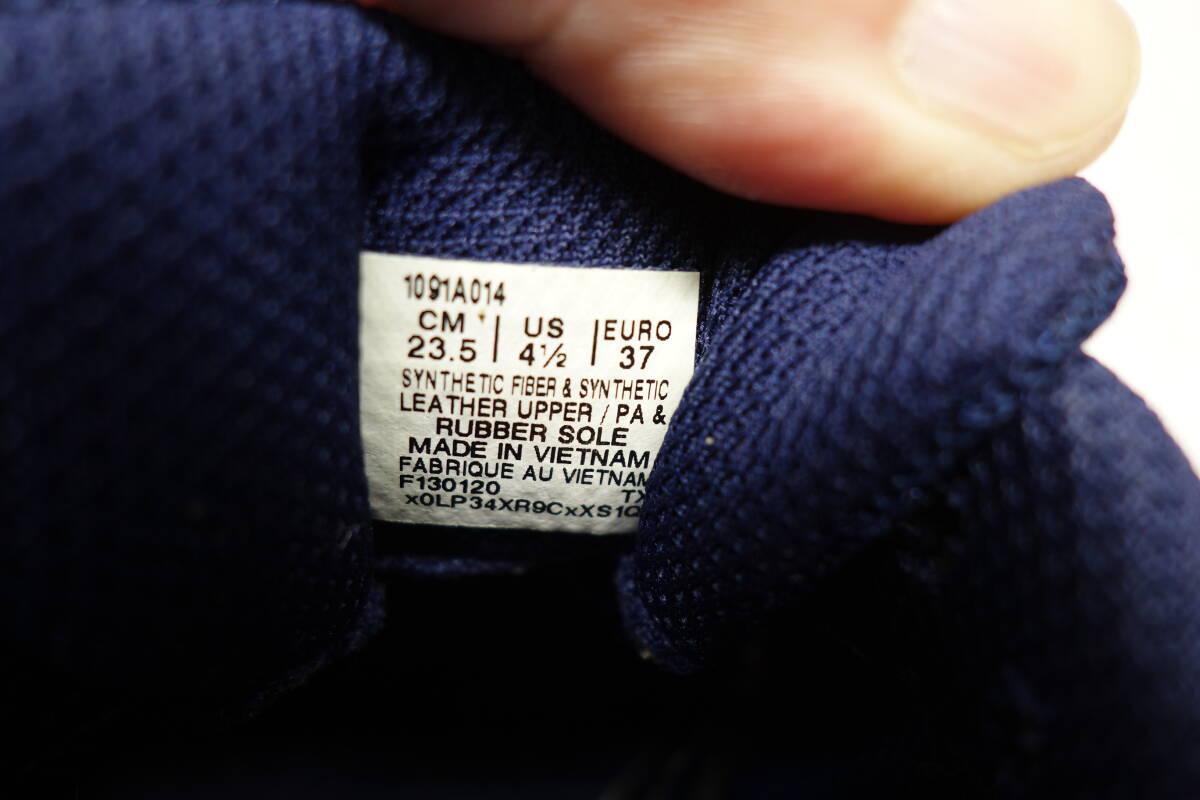 1091A014
CM | US | EURO
23.5 | 4½ | 37
SYNTHETIC FIBER & SYNTHETIC
LEATHER UPPER / PA &
RUBBER SOLE
MADE IN VIETNAM
FABRIQUE AU VIETNAM
F130120